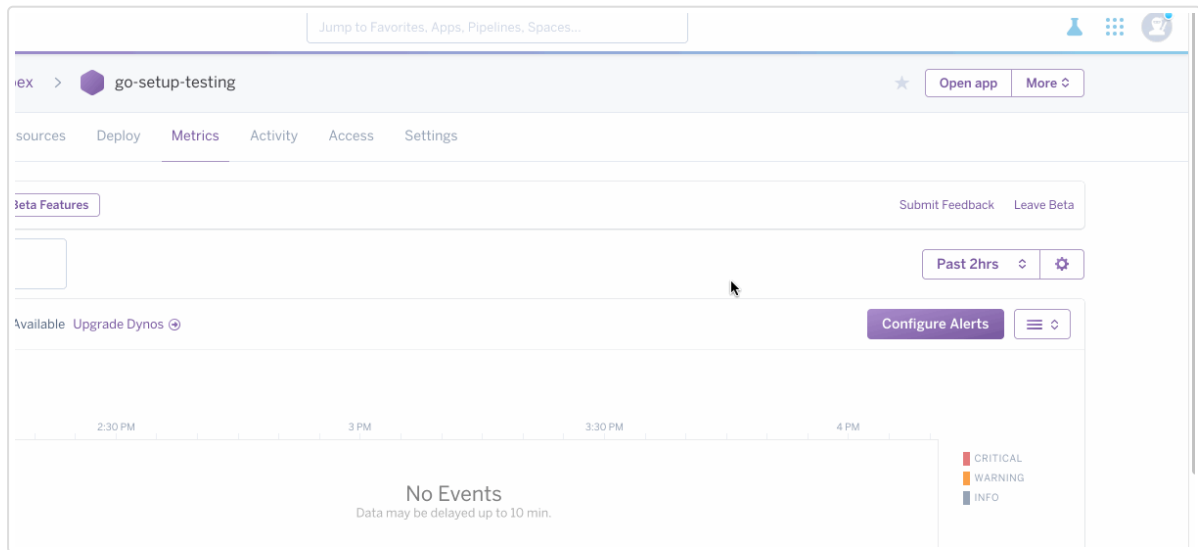 Jump to Favorites, Apps, Pipelines, Spaces...
ex > go-setup-testing
Open app
More
sources
Deploy
Metrics
Activity
Access
Settings
Beta Features
Submit Feedback
Leave Beta
Past 2hrs
Available Upgrade Dynos
Configure Alerts
2:30 PM
3 PM
3:30 PM
4 PM
CRITICAL
WARNING
INFO
No Events
Data may be delayed up to 10 min.